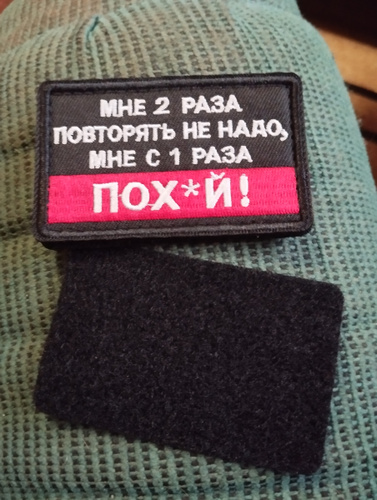 МНЕ 2 РАЗА
ПОВТОРЯТЬ НЕ НАДО,
МНЕ С 1 РАЗА
ПОХ*Й!